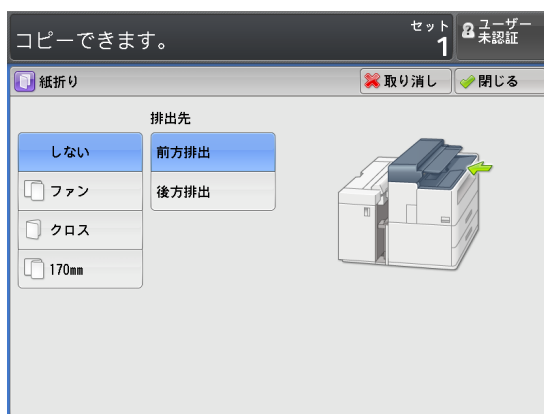 コピーできます。
セット
1
ユーザー
未認証
紙折り
取り消し
閉じる
排出先
しない
前方排出
ファン
後方排出
クロス
170mm